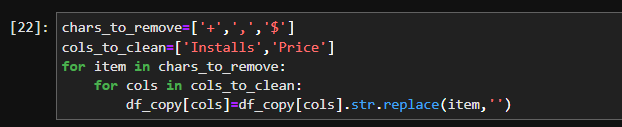 [22]: chars_to_remove=['+',',','$']
cols_to_clean=['Installs','Price']
for item in chars_to_remove:
    for cols in cols_to_clean:
        df_copy[cols]=df_copy[cols].str.replace(item,'')